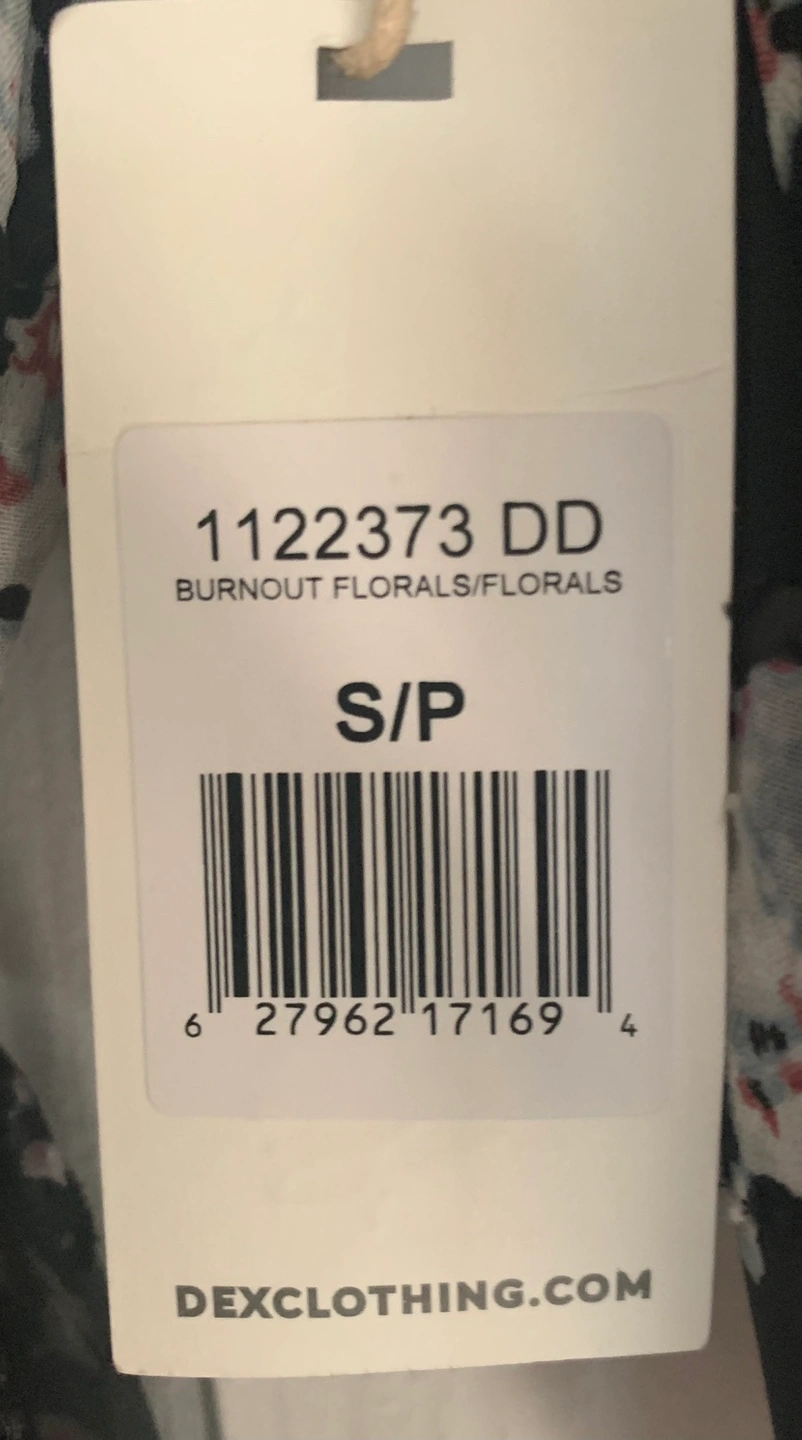 1122373 DD
BURNOUT FLORALS/FLORALS
S/P
6 27962 17169 4
DEXCLOTHING.COM